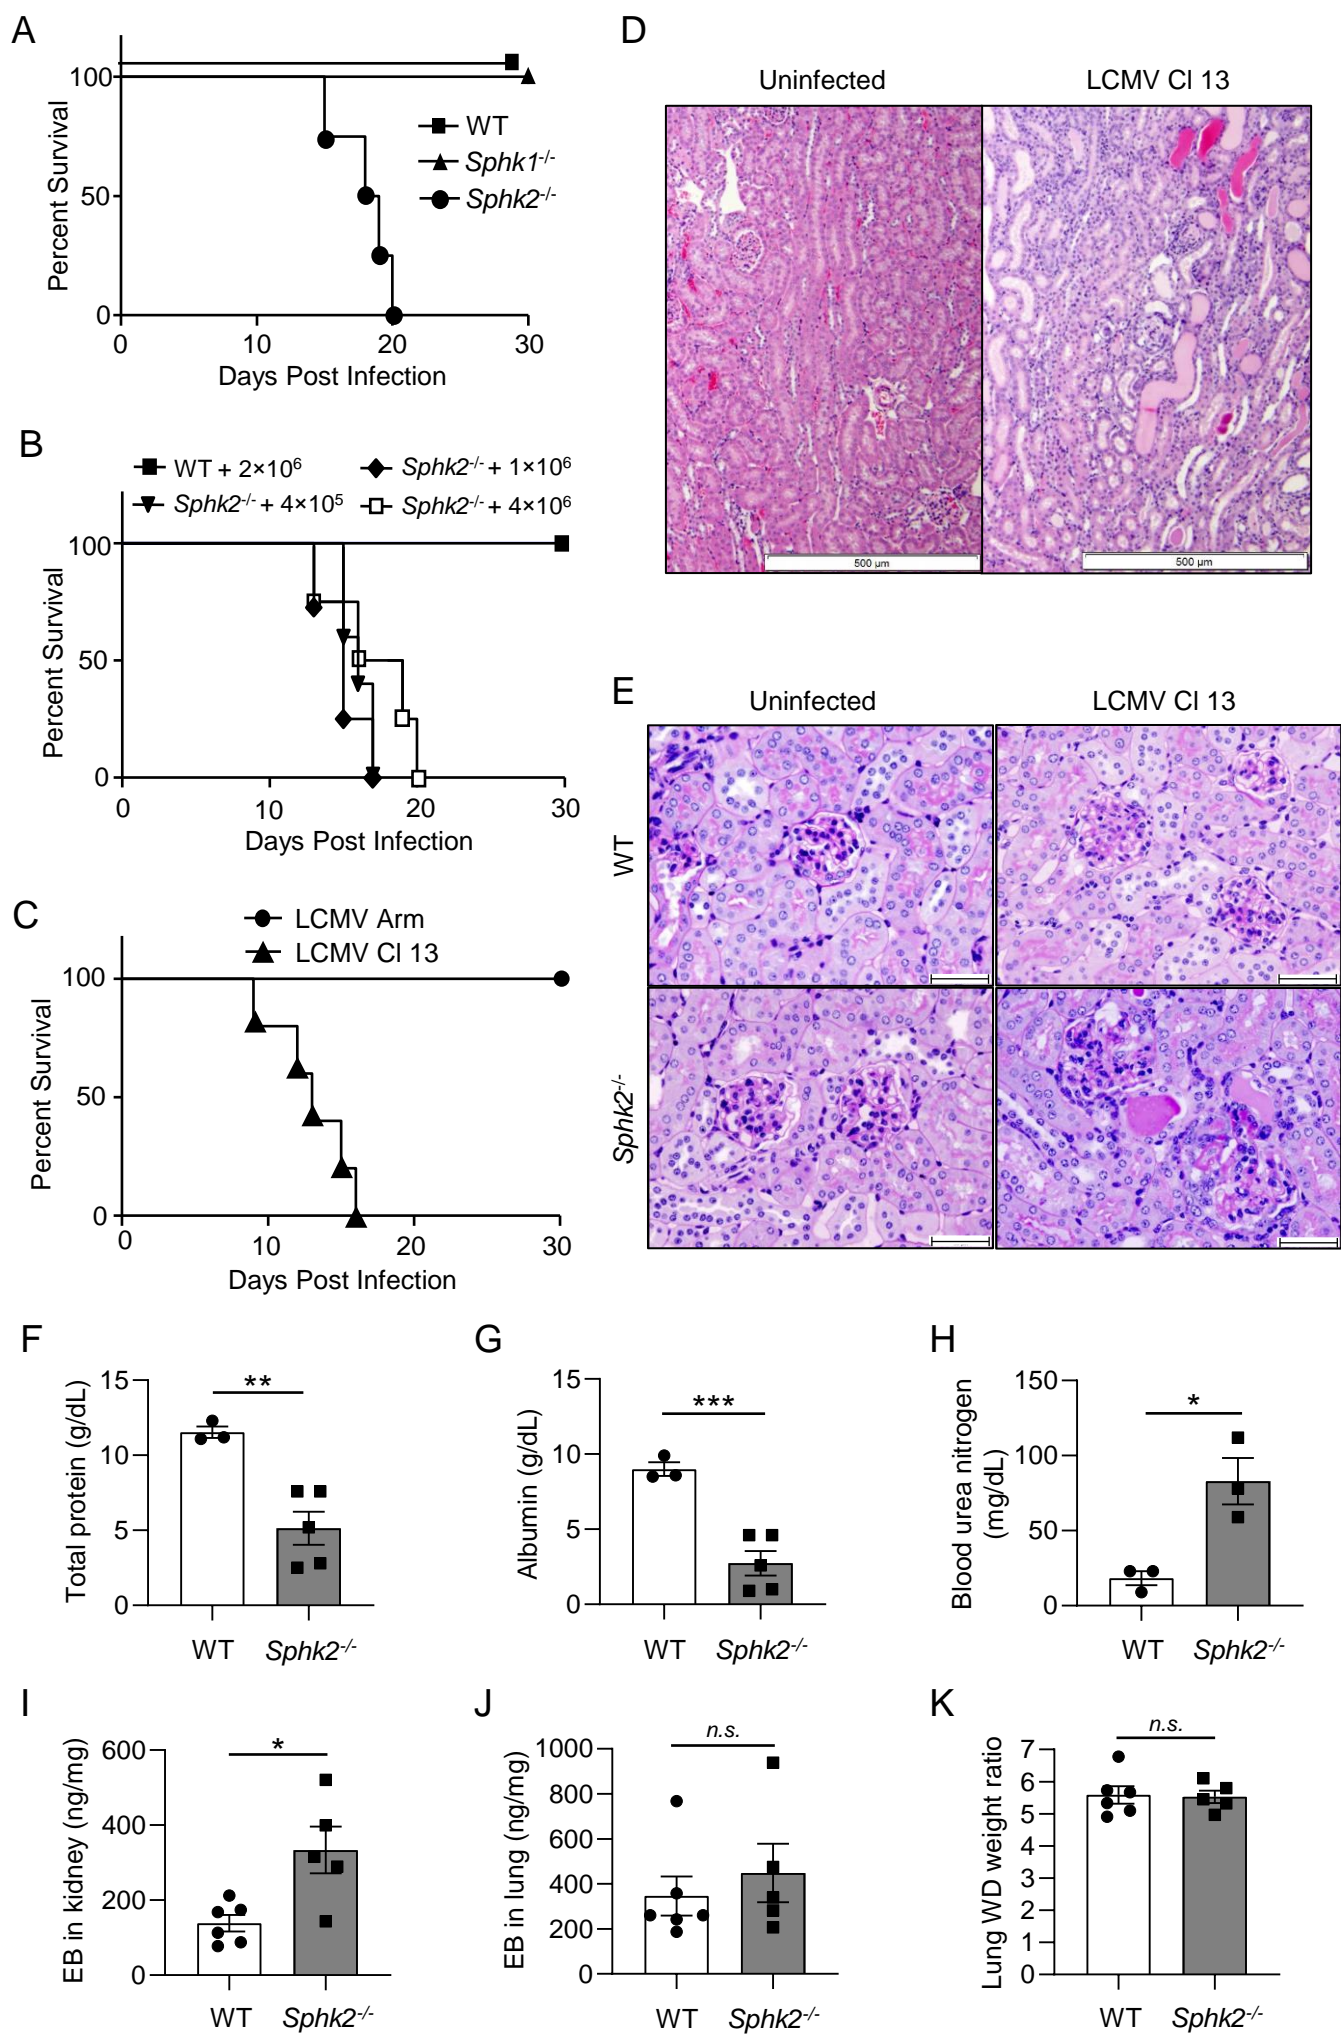 A
100
50
0
0
10
20
30
Percent Survival
Days Post Infection
WT
Sphk1-/-
Sphk2-/-
B
WT + 2×10⁶
Sphk2-/- + 1×10⁶
Sphk2-/- + 4×10⁵
Sphk2-/- + 4×10⁶
100
50
0
0
10
20
30
Percent Survival
Days Post Infection
C
LCMV Arm
LCMV Cl 13
100
50
0
0
10
20
30
Percent Survival
Days Post Infection
D
Uninfected
LCMV Cl 13
500 µm
500 µm
E
Uninfected
LCMV Cl 13
WT
Sphk2-/-
F
Total protein (g/dL)
15
10
5
0
**
WT
Sphk2-/-
G
Albumin (g/dL)
15
10
5
0
***
WT
Sphk2-/-
H
Blood urea nitrogen
(mg/dL)
150
100
50
0
*
WT
Sphk2-/-
I
EB in kidney (ng/mg)
600
400
200
0
*
WT
Sphk2-/-
J
EB in lung (ng/mg)
1000
800
600
400
200
0
n.s.
WT
Sphk2-/-
K
Lung WD weight ratio
7
6
5
4
3
2
1
0
n.s.
WT
Sphk2-/-